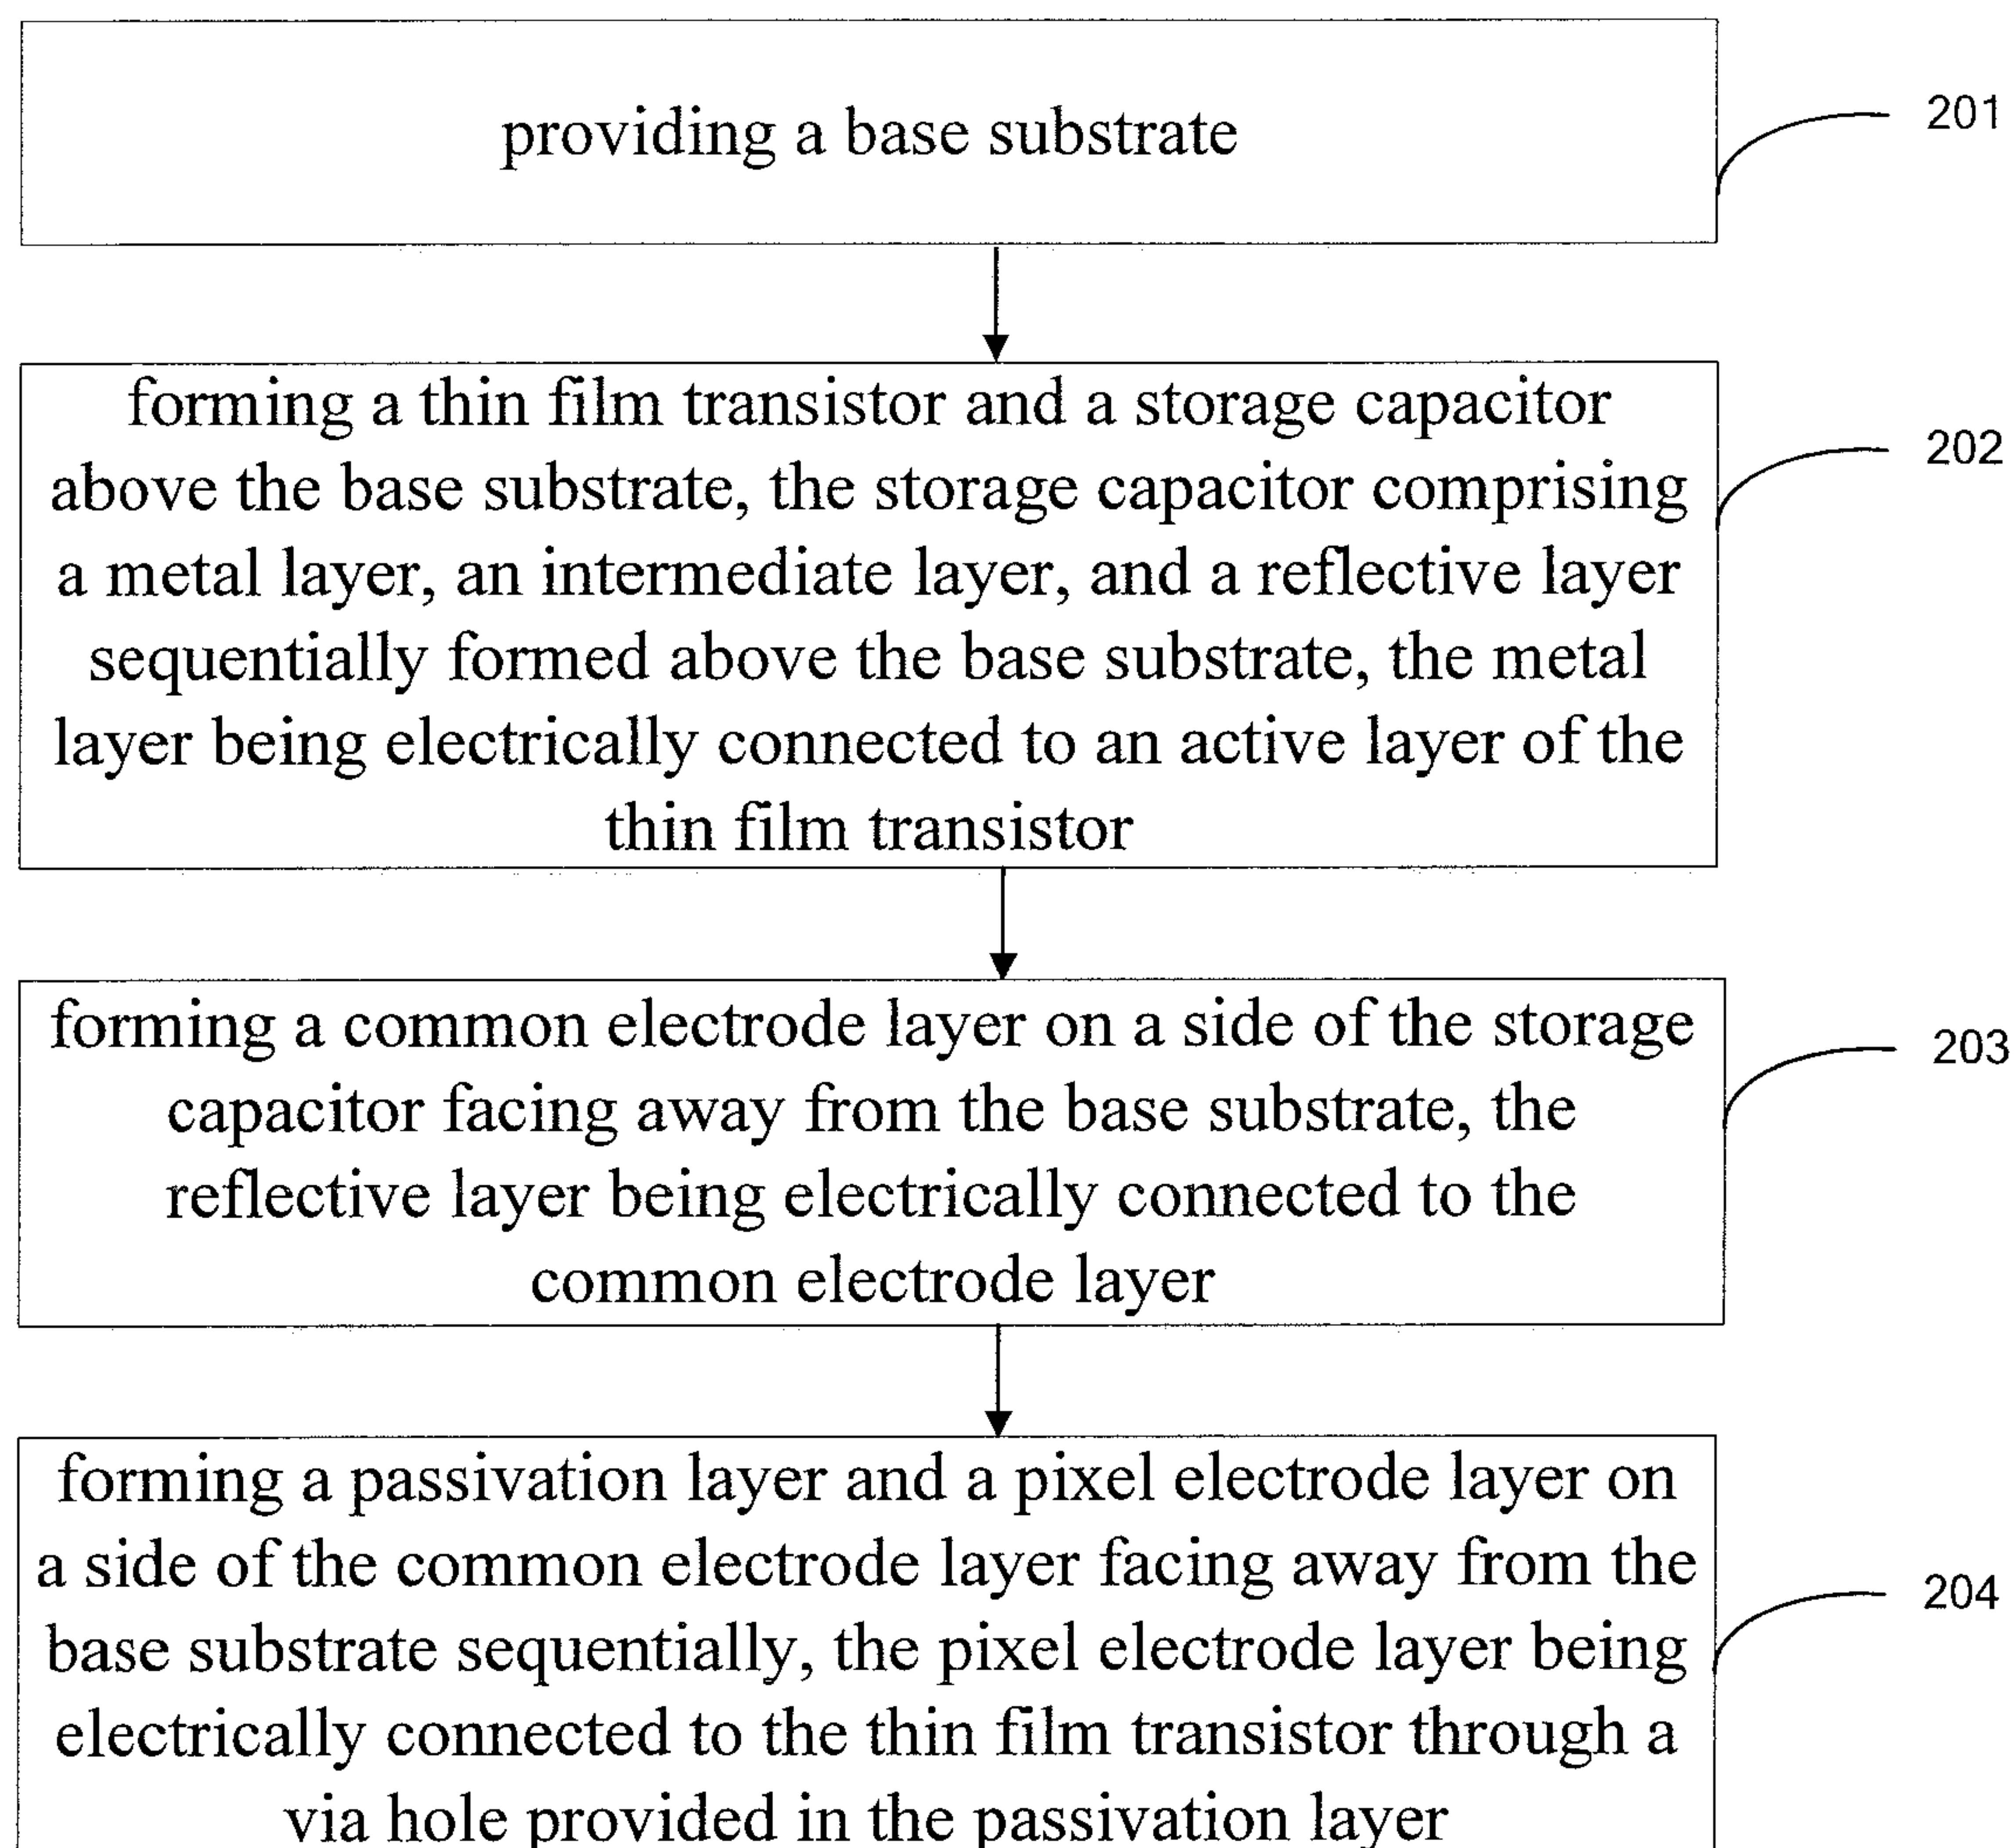 providing a base substrate
201
forming a thin film transistor and a storage capacitor
above the base substrate, the storage capacitor comprising
a metal layer, an intermediate layer, and a reflective layer
sequentially formed above the base substrate, the metal
layer being electrically connected to an active layer of the
thin film transistor
202
forming a common electrode layer on a side of the storage
capacitor facing away from the base substrate, the
reflective layer being electrically connected to the
common electrode layer
203
forming a passivation layer and a pixel electrode layer on
a side of the common electrode layer facing away from the
base substrate sequentially, the pixel electrode layer being
electrically connected to the thin film transistor through a
via hole provided in the passivation layer
204